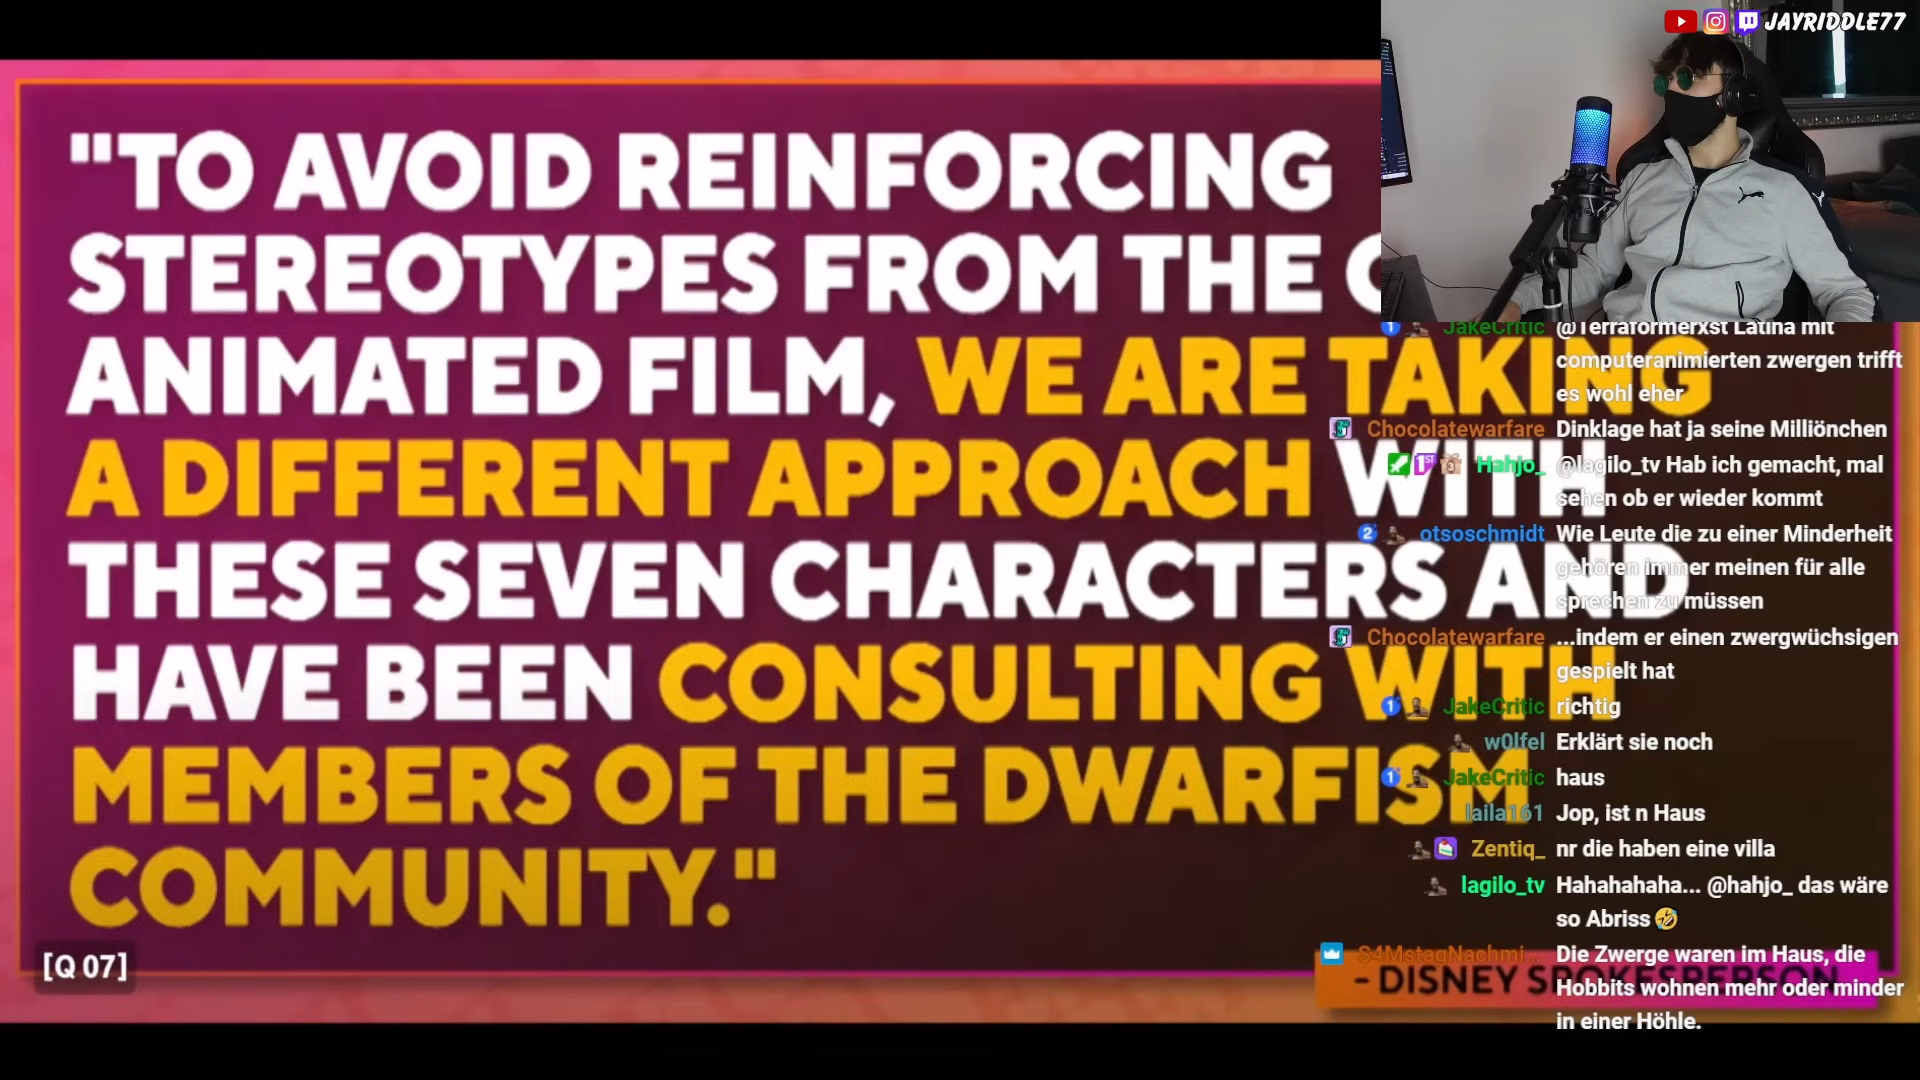 JAYRIDDLE77
"TO AVOID REINFORCING
STEREOTYPES FROM THE
ANIMATED FILM, WE ARE TAKING
A DIFFERENT APPROACH WITH
THESE SEVEN CHARACTERS AND
HAVE BEEN CONSULTING WITH
MEMBERS OF THE DWARFISM
COMMUNITY."
[Q 07]
- DISNEY SPOKESPERSON
JakeCritic @Terraformerxst Latina mit
computeranimierten zwergen trifft
es wohl eher
Chocolatewarfare Dinklage hat ja seine Milliönchen
Hahjo_ @lagilo_tv Hab ich gemacht, mal
sehen ob er wieder kommt
otsoschmidt Wie Leute die zu einer Minderheit
gehören immer meinen für alle
sprechen zu müssen
Chocolatewarfare ...indem er einen zwergwüchsigen
gespielt hat
JakeCritic richtig
w0lfel Erklärt sie noch
JakeCritic haus
laila161 Jop, ist n Haus
Zentiq_ nr die haben eine villa
lagilo_tv Hahahahaha... @hahjo_ das wäre
so Abriss 🤣
S4MstagNachmi... Die Zwerge waren im Haus, die
Hobbits wohnen mehr oder minder
in einer Höhle.